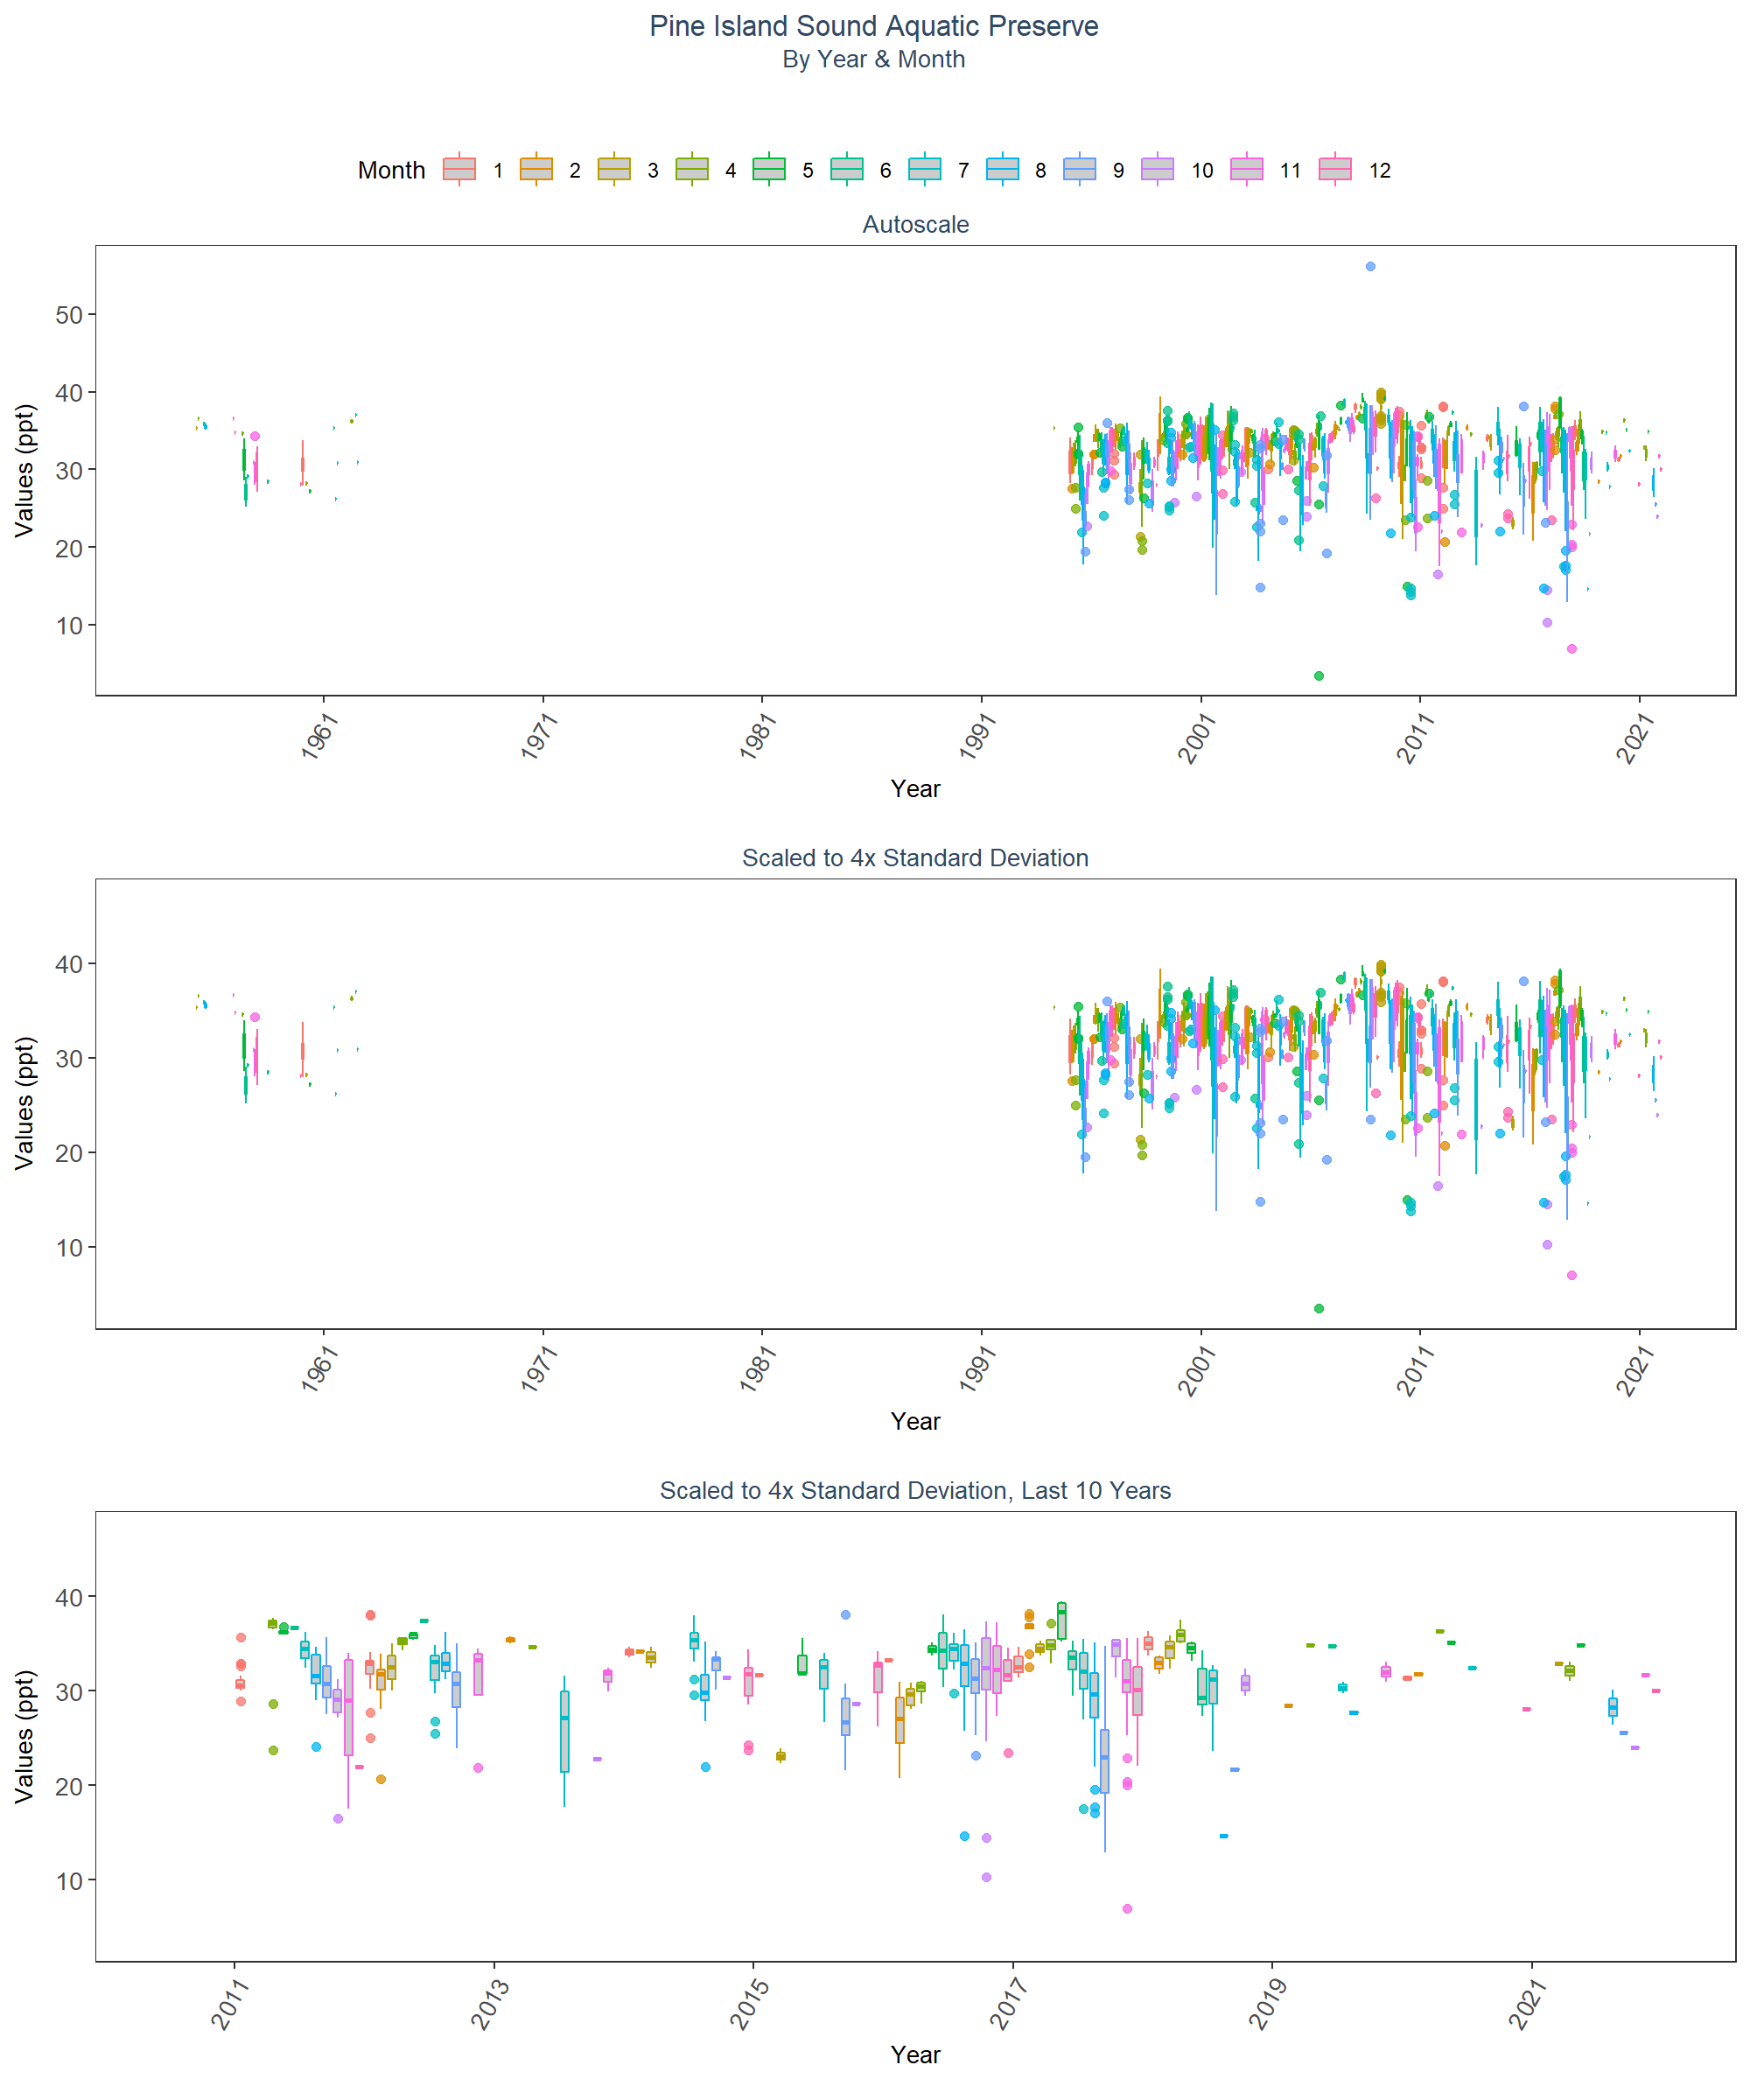 Pine Island Sound Aquatic Preserve
By Year & Month
Month 1 2 3 4 5 6 7 8 9 10 11 12
Autoscale
Values (ppt)
50
40
30
20
10
1961 1971 1981 1991 2001 2011 2021
Year
Scaled to 4x Standard Deviation
Values (ppt)
40
30
20
10
1961 1971 1981 1991 2001 2011 2021
Year
Scaled to 4x Standard Deviation, Last 10 Years
Values (ppt)
40
30
20
10
2011 2013 2015 2017 2019 2021
Year